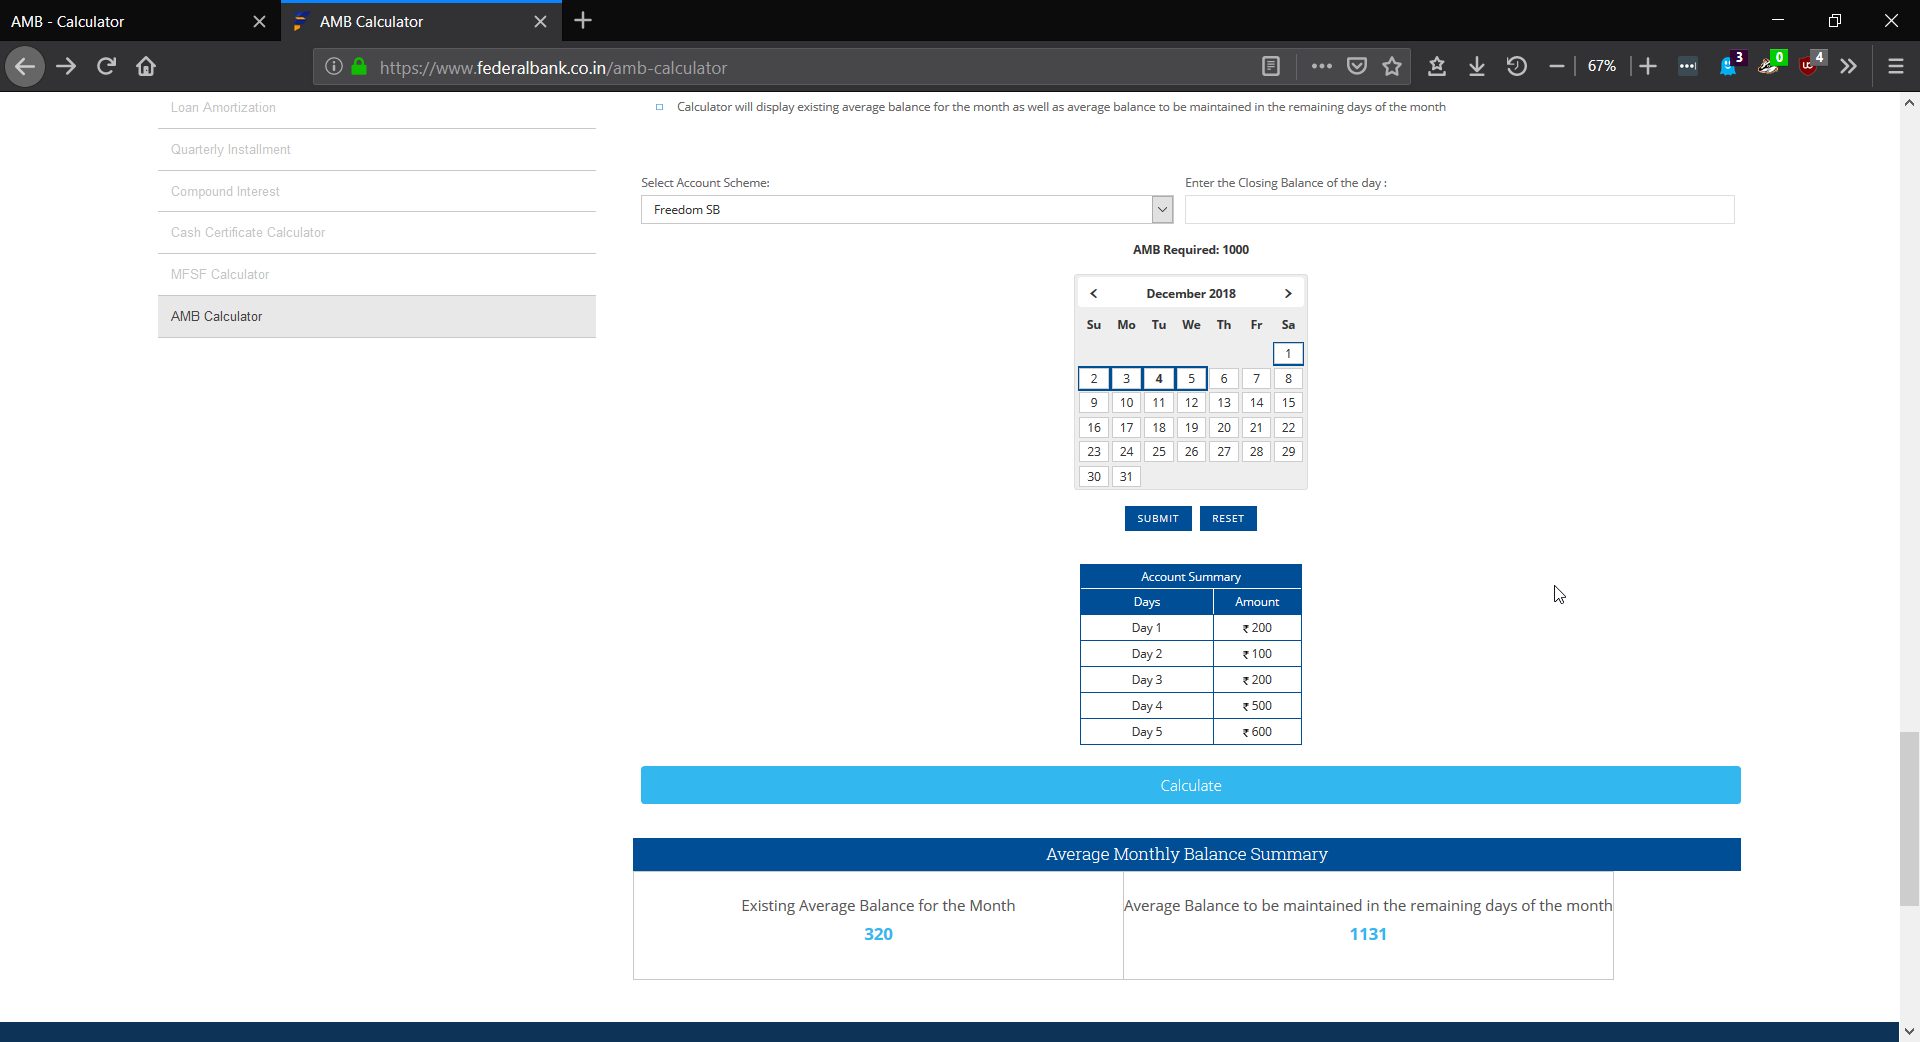 AMB - Calculator
AMB Calculator
https://www.federalbank.co.in/amb-calculator
67%
3
0
4
Loan Amortization
Quarterly Installment
Compound Interest
Cash Certificate Calculator
MFSF Calculator
AMB Calculator
Calculator will display existing average balance for the month as well as average balance to be maintained in the remaining days of the month
Select Account Scheme:
Freedom SB
Enter the Closing Balance of the day :
AMB Required: 1000
December 2018
Su Mo Tu We Th Fr Sa
1
2 3 4 5 6 7 8
9 10 11 12 13 14 15
16 17 18 19 20 21 22
23 24 25 26 27 28 29
30 31
SUBMIT RESET
Account Summary
Days Amount
Day 1 ₹ 200
Day 2 ₹ 100
Day 3 ₹ 200
Day 4 ₹ 500
Day 5 ₹ 600
Calculate
Average Monthly Balance Summary
Existing Average Balance for the Month
320
Average Balance to be maintained in the remaining days of the month
1131